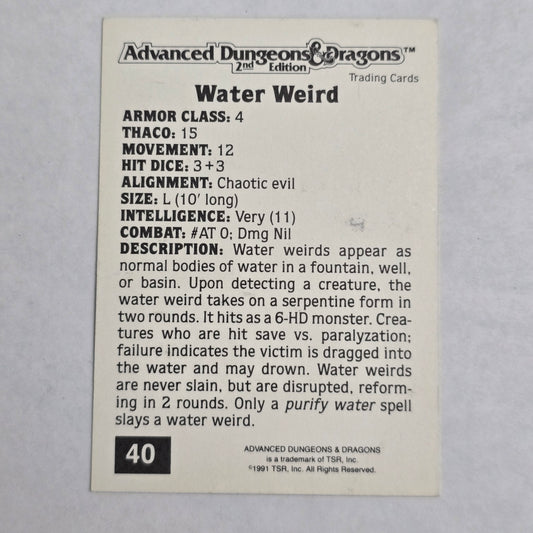 Advanced Dungeons & Dragons™
2nd Edition
Trading Cards
Water Weird
ARMOR CLASS: 4
THACO: 15
MOVEMENT: 12
HIT DICE: 3+3
ALIGNMENT: Chaotic evil
SIZE: L (10' long)
INTELLIGENCE: Very (11)
COMBAT: #AT 0; Dmg Nil
DESCRIPTION: Water weirds appear as
normal bodies of water in a fountain, well,
or basin. Upon detecting a creature, the
water weird takes on a serpentine form in
two rounds. It hits as a 6-HD monster. Crea-
tures who are hit save vs. paralyzation;
failure indicates the victim is dragged into
the water and may drown. Water weirds
are never slain, but are disrupted, reform-
ing in 2 rounds. Only a purify water spell
slays a water weird.
40
ADVANCED DUNGEONS & DRAGONS
is a trademark of TSR, Inc.
©1991 TSR, Inc. All Rights Reserved.